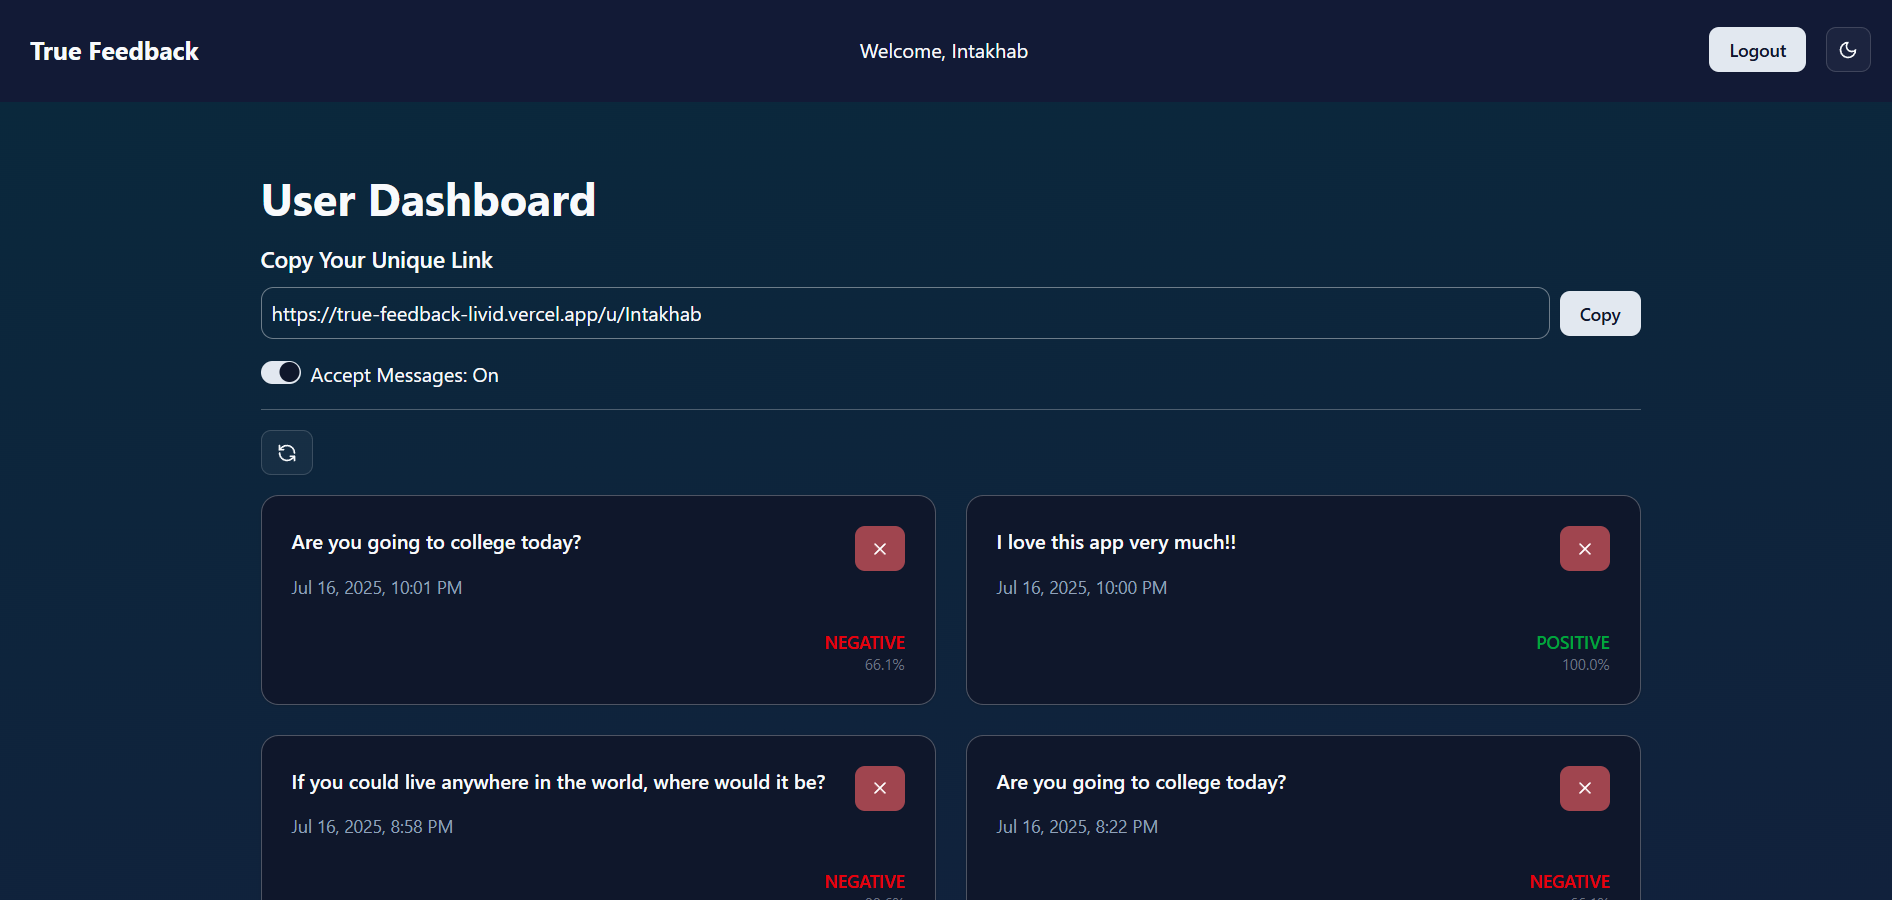 True Feedback
Welcome, Intakhab
Logout
User Dashboard
Copy Your Unique Link
https://true-feedback-livid.vercel.app/u/Intakhab
Copy
Accept Messages: On
Are you going to college today?
Jul 16, 2025, 10:01 PM
NEGATIVE
66.1%
I love this app very much!!
Jul 16, 2025, 10:00 PM
POSITIVE
100.0%
If you could live anywhere in the world, where would it be?
Jul 16, 2025, 8:58 PM
NEGATIVE
Are you going to college today?
Jul 16, 2025, 8:22 PM
NEGATIVE